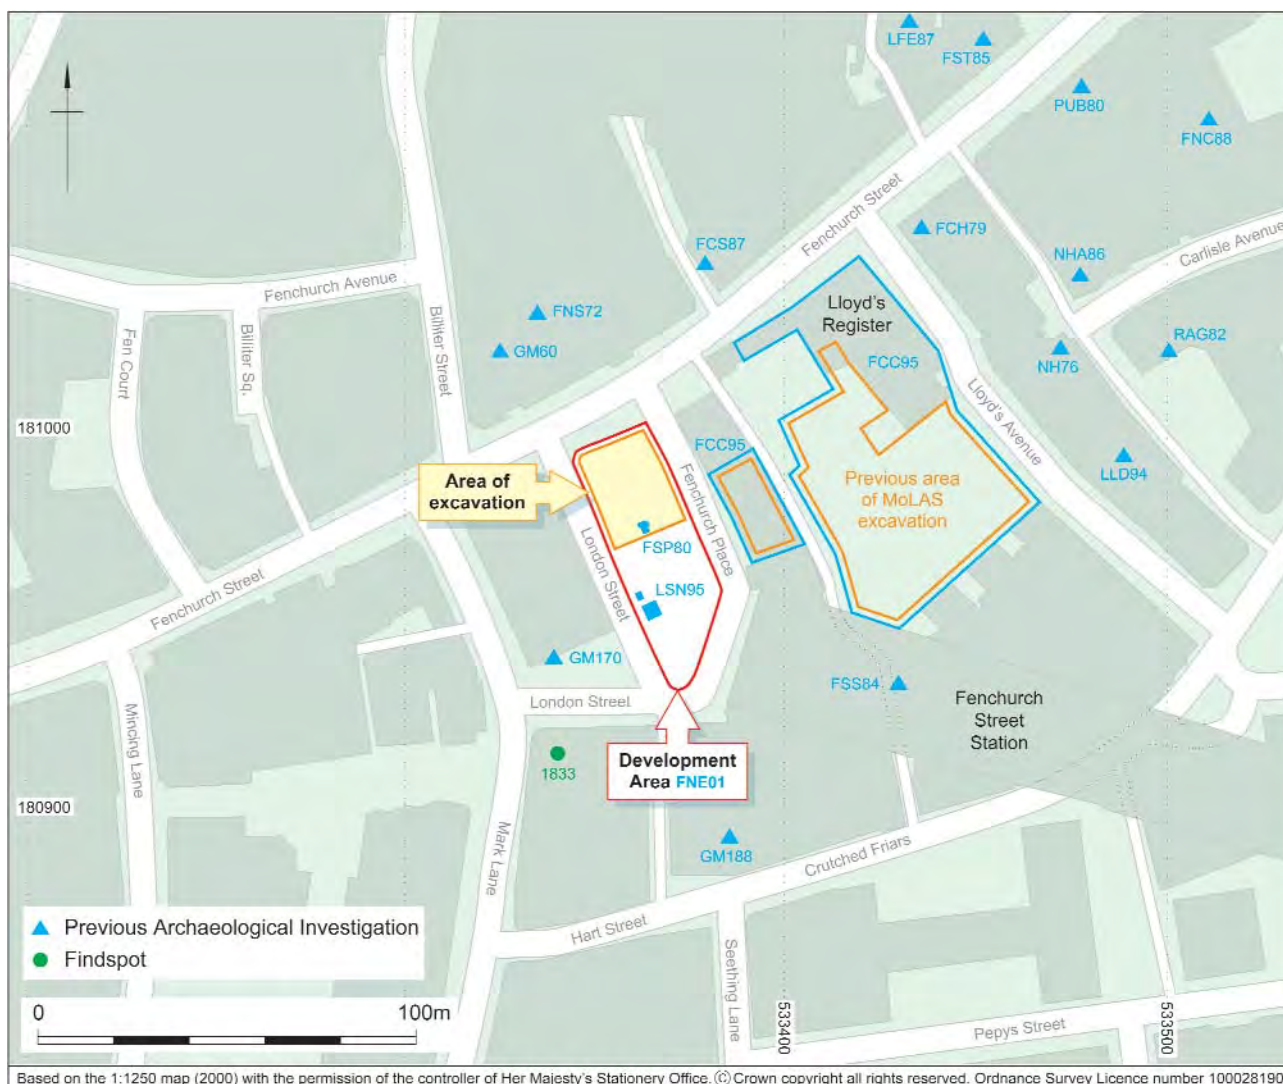 LFE87
FST85
PUB80
FNC88
Fenchurch Street
FCH79
FCS87
NHA86
Carlisle Avenue
Fenchurch Avenue
Billiter Street
Lloyd's
Register
FNS72
Fen Court
Billiter Sq.
GM60
FCC95
NH76
RAG82
Lloyd's Avenue
181000
FCC95
LLD94
Area of
excavation
Fenchurch Place
Previous area
of MoLAS
excavation
FSP80
London Street
LSN95
Fenchurch Street
GM170
FSS84
London Street
Fenchurch
Street
Station
Mincing Lane
1833
Development
Area FNE01
180900
Mark Lane
GM188
Crutched Friars
Previous Archaeological Investigation
Findspot
Hart Street
Seething Lane
0 100m
533400
533500
Pepys Street
Based on the 1:1250 map (2000) with the permission of the controller of Her Majesty's Stationery Office. © Crown copyright all rights reserved. Ordnance Survey Licence number 100028190